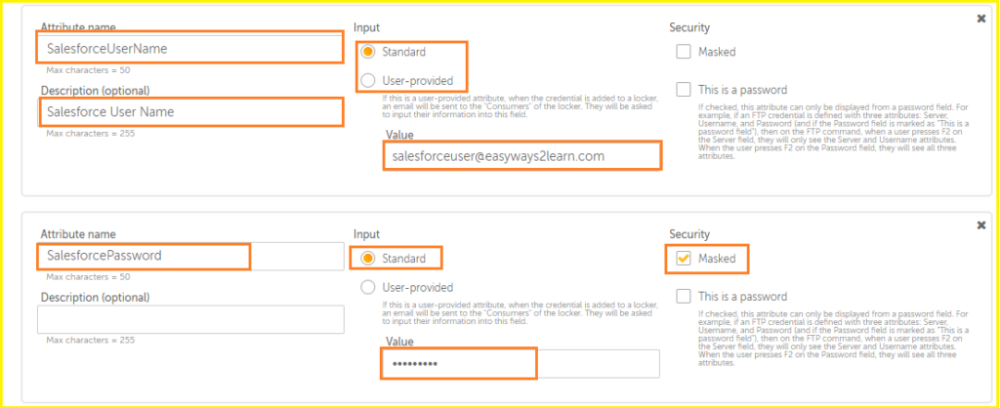 Attribute name
SalesforceUserName
Max characters = 50
Description (optional)
Salesforce User Name
Max characters = 255
Input
Standard
User-provided
If this is a user-provided attribute, when the credential is added to a locker,
an email will be sent to the "Consumers" of the locker. They will be asked
to input their information into this field.
Value
salesforceuser@easyways2learn.com
Security
Masked
This is a password
If checked, this attribute can only be displayed from a password field. For
example, if an FTP credential is defined with three attributes: Server,
Username, and Password (and if the Password field is marked as "This is a
password field"), then on the FTP command, when a user presses F2 on
the Server field, they will only see the Server and Username attributes.
When the user presses F2 on the Password field, they will see all three
attributes.
Attribute name
SalesforcePassword
Max characters = 50
Description (optional)
Max characters = 255
Input
Standard
User-provided
If this is a user-provided attribute, when the credential is added to a locker,
an email will be sent to the "Consumers" of the locker. They will be asked
to input their information into this field.
Value
•••••••••
Security
Masked
This is a password
If checked, this attribute can only be displayed from a password field. For
example, if an FTP credential is defined with three attributes: Server,
Username, and Password (and if the Password field is marked as "This is a
password field"), then on the FTP command, when a user presses F2 on
the Server field, they will only see the Server and Username attributes.
When the user presses F2 on the Password field, they will see all three
attributes.